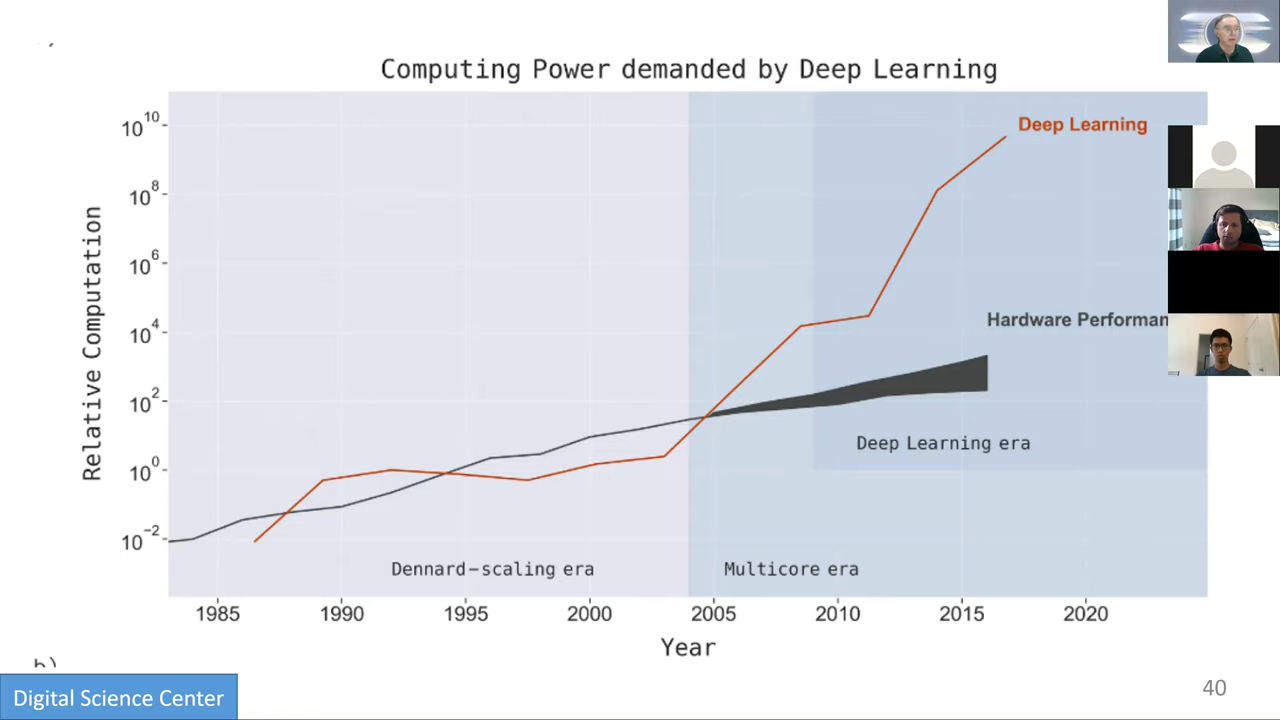 Computing Power demanded by Deep Learning
10^10
10^8
10^6
10^4
10^2
10^0
10^−2
Relative Computation
Deep Learning
Hardware Performan
Deep Learning era
Dennard-scaling era
Multicore era
1985
1990
1995
2000
2005
2010
2015
2020
Year
Digital Science Center
40